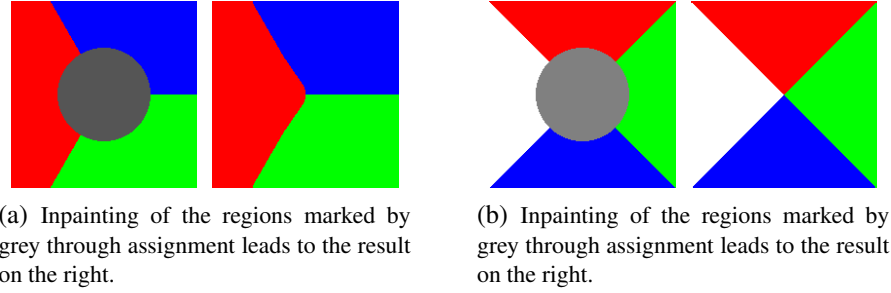 (a) Inpainting of the regions marked by
grey through assignment leads to the result
on the right.
(b) Inpainting of the regions marked by
grey through assignment leads to the result
on the right.